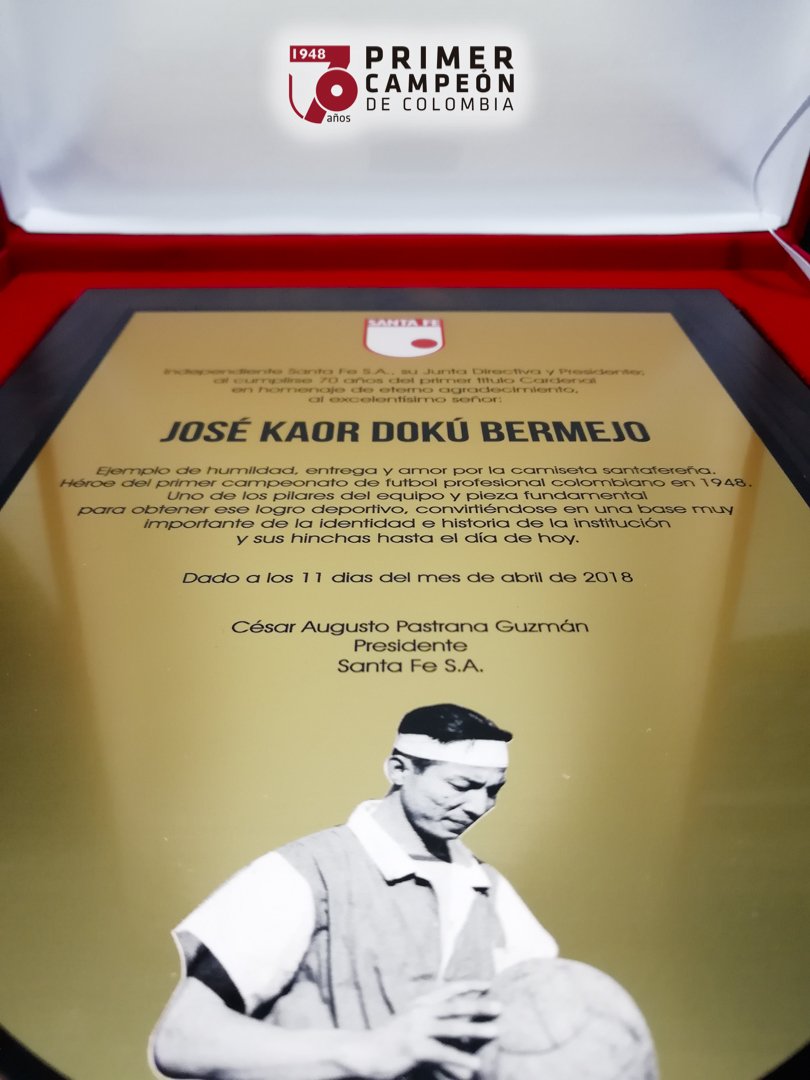 1948
70
años
PRIMER
CAMPEÓN
DE COLOMBIA
SANTA FE
Independiente Santa Fe S.A., su Junta Directiva y Presidente,
al cumplirse 70 años del primer título Cardenal
en homenaje de eterno agradecimiento,
al excelentísimo señor:
JOSÉ KAOR DOKÚ BERMEJO
Ejemplo de humildad, entrega y amor por la camiseta santafereña.
Héroe del primer campeonato de futbol profesional colombiano en 1948.
Uno de los pilares del equipo y pieza fundamental
para obtener ese logro deportivo, convirtiéndose en una base muy
importante de la identidad e historia de la institución
y sus hinchas hasta el día de hoy.
Dado a los 11 dias del mes de abril de 2018
César Augusto Pastrana Guzmán
Presidente
Santa Fe S.A.